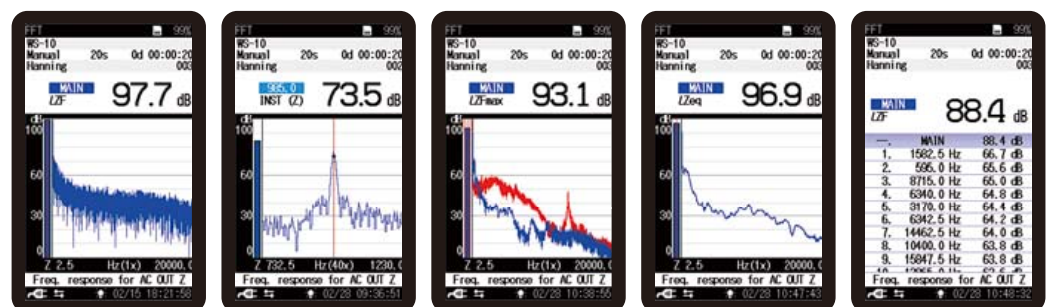 FFT 99%
WS-10
Manual 20s 0d 00:00:20
Hanning 003
MAIN
LZF 97.7 dB
dB
100
60
30
0
Z 2.5 Hz(1x) 20000.
Freq. response for AC OUT Z
02/15 18:21:58
FFT 99%
WS-10
Manual 20s 0d 00:00:20
Hanning 002
985.0
INST (Z) 73.5 dB
dB
100
60
30
0
Z 732.5 Hz(40x) 1230.
Freq. response for AC OUT Z
02/28 09:36:51
FFT 99%
WS-10
Manual 20s 0d 00:00:20
Hanning 003
MAIN
LZFmax 93.1 dB
dB
100
60
30
0
Z 2.5 Hz(1x) 20000.
Freq. response for AC OUT Z
02/28 10:38:55
FFT 99%
WS-10
Manual 20s 0d 00:00:20
Hanning 003
MAIN
LZeq 96.9 dB
dB
100
60
30
0
Z 2.5 Hz(1x) 20000.
Freq. response for AC OUT Z
02/28 10:47:43
FFT 99%
WS-10
Manual 20s 0d 00:00:20
Hanning 003
MAIN
LZF 88.4 dB
--. MAIN 88.4 dB
1. 1582.5 Hz 66.7 dB
2. 595.0 Hz 65.6 dB
3. 8715.0 Hz 65.0 dB
4. 6340.0 Hz 64.8 dB
5. 3170.0 Hz 64.4 dB
6. 6342.5 Hz 64.2 dB
7. 14462.5 Hz 64.0 dB
8. 10400.0 Hz 63.8 dB
9. 15847.5 Hz 63.8 dB
Freq. response for AC OUT Z
02/28 10:49:32